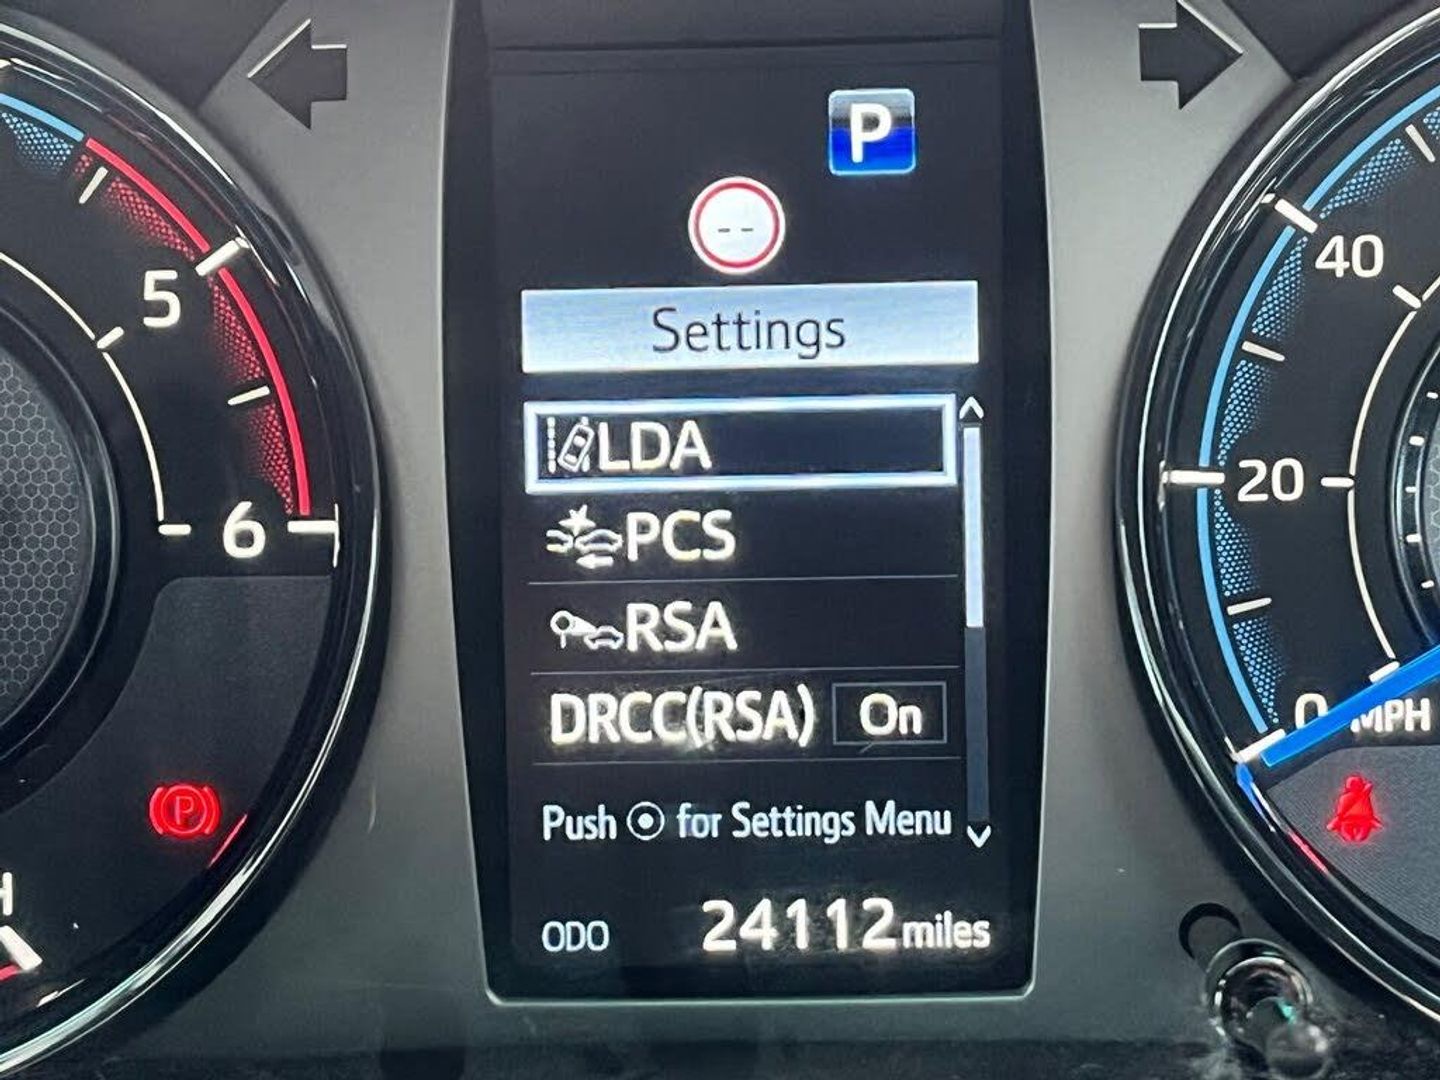 P
--
Settings
LDA
PCS
RSA
DRCC(RSA) On
Push for Settings Menu
ODO 24112 miles
5
6
P
H
40
20
0
MPH